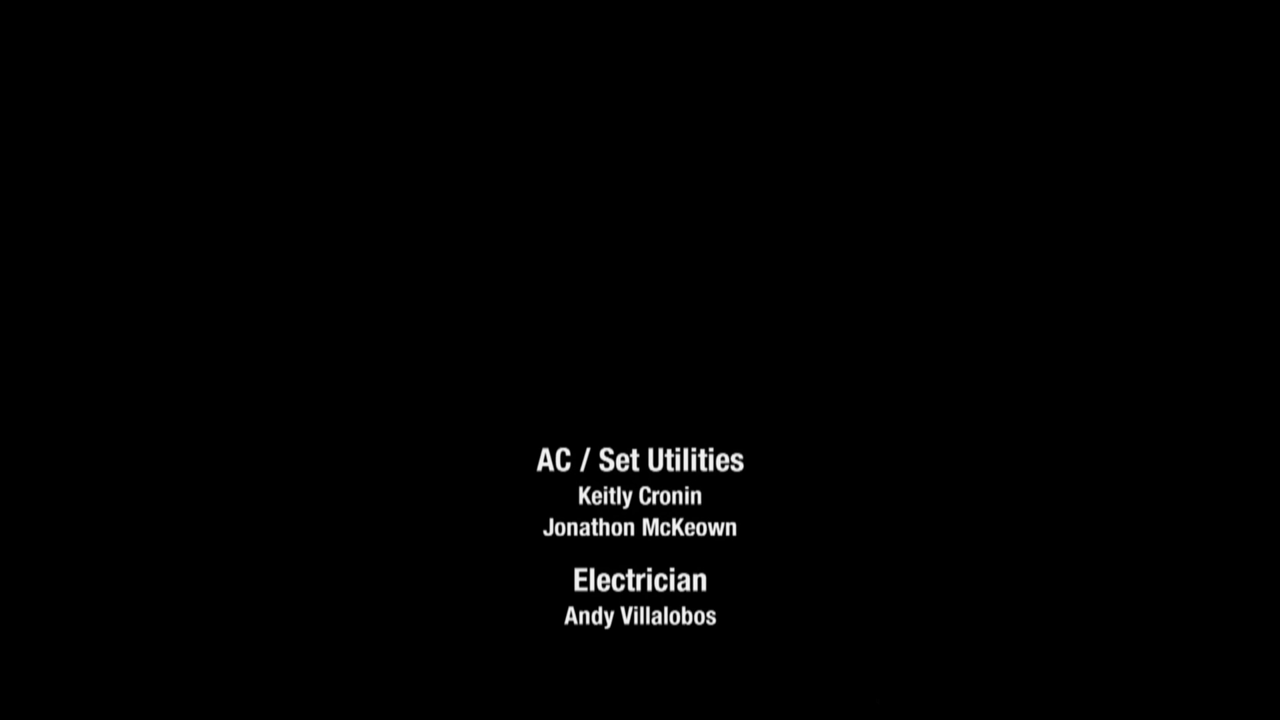 AC / Set Utilities
Keitly Cronin
Jonathon McKeown
Electrician
Andy Villalobos